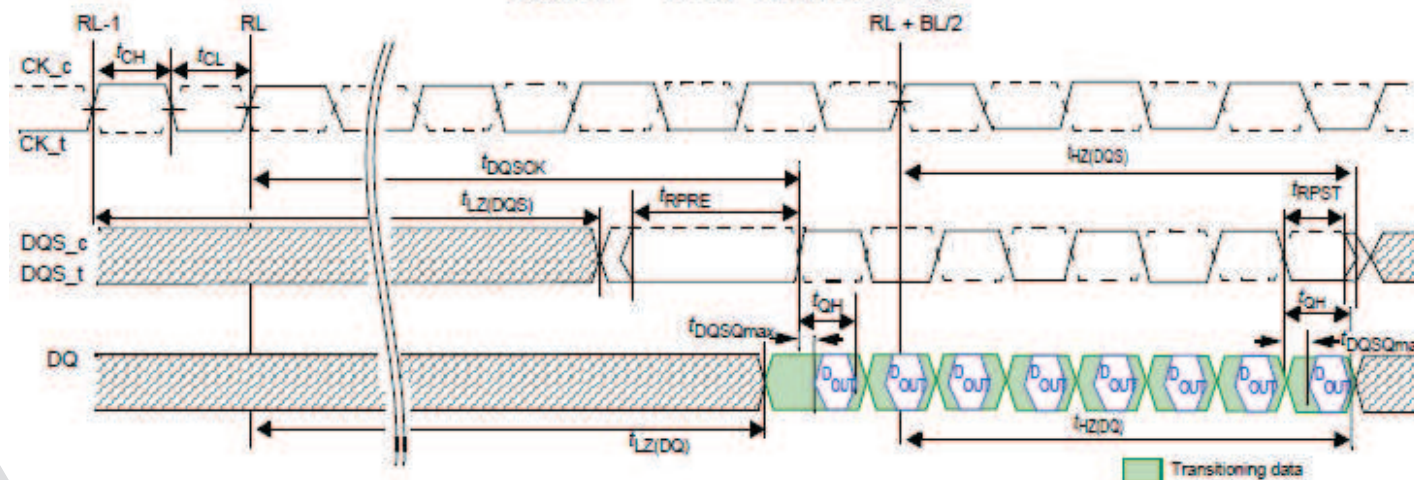 RL-1 RL RL + BL/2
tCH tCL
CK_c
CK_t
tDQSCK tHZ(DQS)
tLZ(DQS) tRPRE tRPST
DQS_c
DQS_t
tQH tQH
tDQSQmax tDQSQma
DQ DOUT DOUT DOUT DOUT DOUT DOUT DOUT DOUT
tLZ(DQ) tHZ(DQ)
Transitioning data